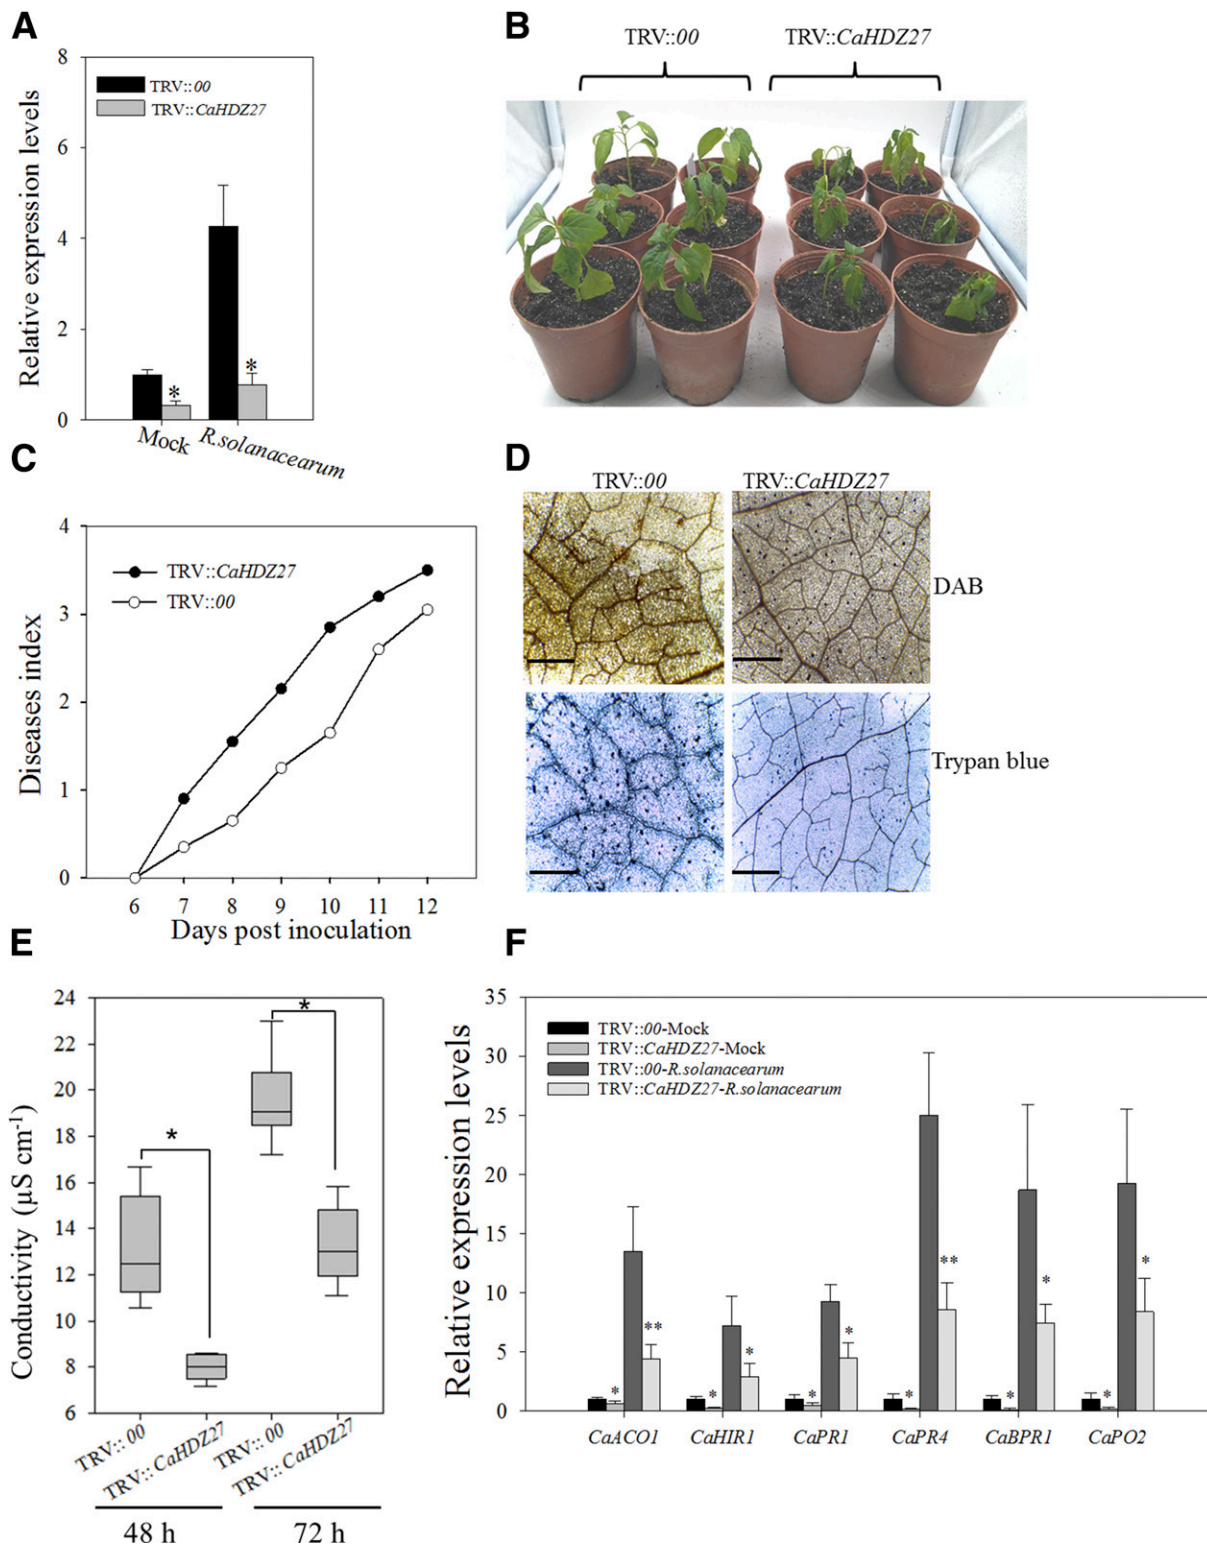 A
8
6
4
2
0
Relative expression levels
TRV::00
TRV::CaHDZ27
*
*
Mock
R.solanacearum
B
TRV::00
TRV::CaHDZ27
C
4
3
2
1
0
Diseases index
TRV::CaHDZ27
TRV::00
6 7 8 9 10 11 12
Days post inoculation
D
TRV::00
TRV::CaHDZ27
DAB
Trypan blue
E
24
22
20
18
16
14
12
10
8
6
Conductivity (µS cm⁻¹)
*
*
TRV:: 00
TRV:: CaHDZ27
TRV:: 00
TRV:: CaHDZ27
48 h
72 h
F
35
30
25
20
15
10
5
0
Relative expression levels
TRV::00-Mock
TRV::CaHDZ27-Mock
TRV::00-R.solanacearum
TRV::CaHDZ27-R.solanacearum
* ** * * * * * ** * * * *
CaACO1 CaHIR1 CaPR1 CaPR4 CaBPR1 CaPO2